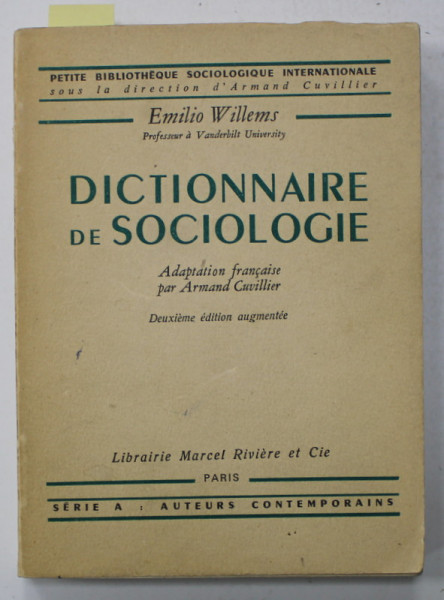 PETITE BIBLIOTHÈQUE SOCIOLOGIQUE INTERNATIONALE
sous la direction d'Armand Cuvillier
Emilio Willems
Professeur à Vanderbilt University
DICTIONNAIRE
DE SOCIOLOGIE
Adaptation française
par Armand Cuvillier
Deuxième édition augmentée
Librairie Marcel Rivière et Cie
PARIS
SÉRIE A : AUTEURS CONTEMPORAINS